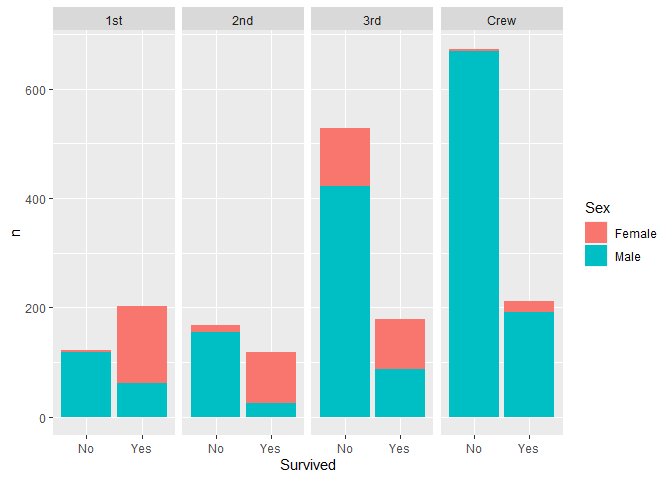 1st 2nd 3rd Crew
600
400
200
0
n
No Yes No Yes No Yes No Yes
Survived
Sex
Female
Male